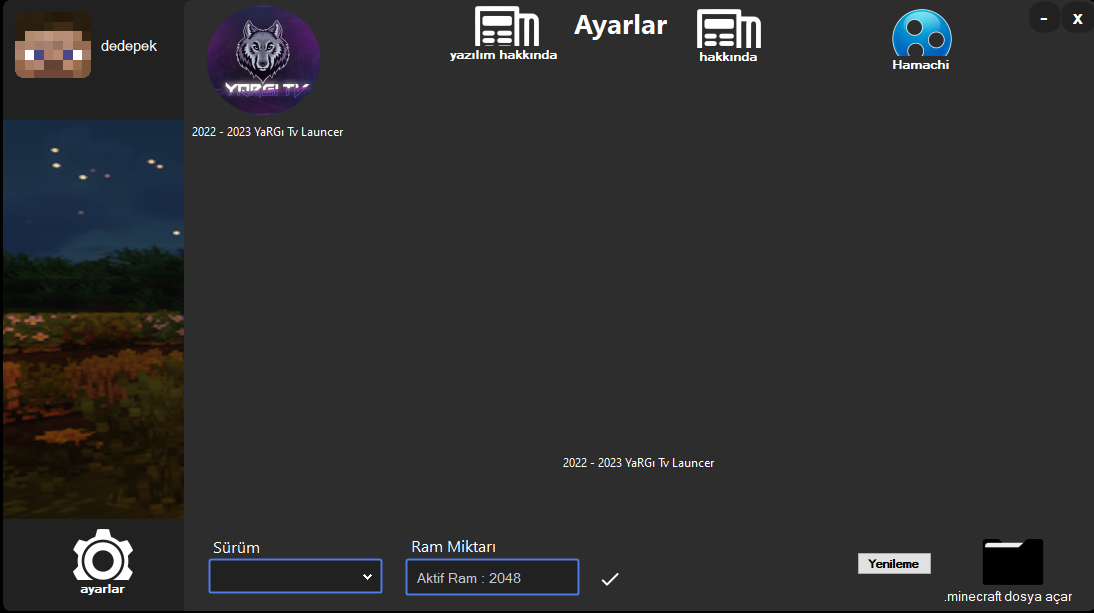 dedepek
YARGI TV
2022 - 2023 YaRGı Tv Launcer
yazılım hakkında
Ayarlar
hakkında
Hamachi
-
x
2022 - 2023 YaRGı Tv Launcer
ayarlar
Sürüm
Ram Miktarı
Aktif Ram : 2048
Yenileme
.minecraft dosya açar